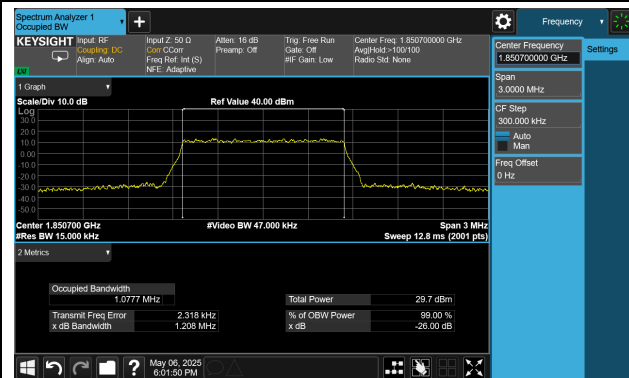 Spectrum Analyzer 1
Occupied BW
Frequency
KEYSIGHT
Input: RF
Coupling: DC
Align: Auto
Input Z: 50 Ω
Corr CCorr
Freq Ref: Int (S)
NFE: Adaptive
Atten: 16 dB
Preamp: Off
Trig: Free Run
Gate: Off
#IF Gain: Low
Center Freq: 1.850700000 GHz
Avg|Hold:>100/100
Radio Std: None
LXI
Center Frequency
1.850700000 GHz
Settings
Span
3.0000 MHz
CF Step
300.000 kHz
Auto
Man
Freq Offset
0 Hz
1 Graph
Scale/Div 10.0 dB
Ref Value 40.00 dBm
Log
30.0
20.0
10.0
0.00
-10.0
-20.0
-30.0
-40.0
-50.0
Center 1.850700 GHz
#Video BW 47.000 kHz
Span 3 MHz
#Res BW 15.000 kHz
Sweep 12.8 ms (2001 pts)
2 Metrics
Occupied Bandwidth
1.0777 MHz
Total Power
29.7 dBm
Transmit Freq Error
2.318 kHz
% of OBW Power
99.00 %
x dB Bandwidth
1.208 MHz
x dB
-26.00 dB
?
May 06, 2025
6:01:50 PM